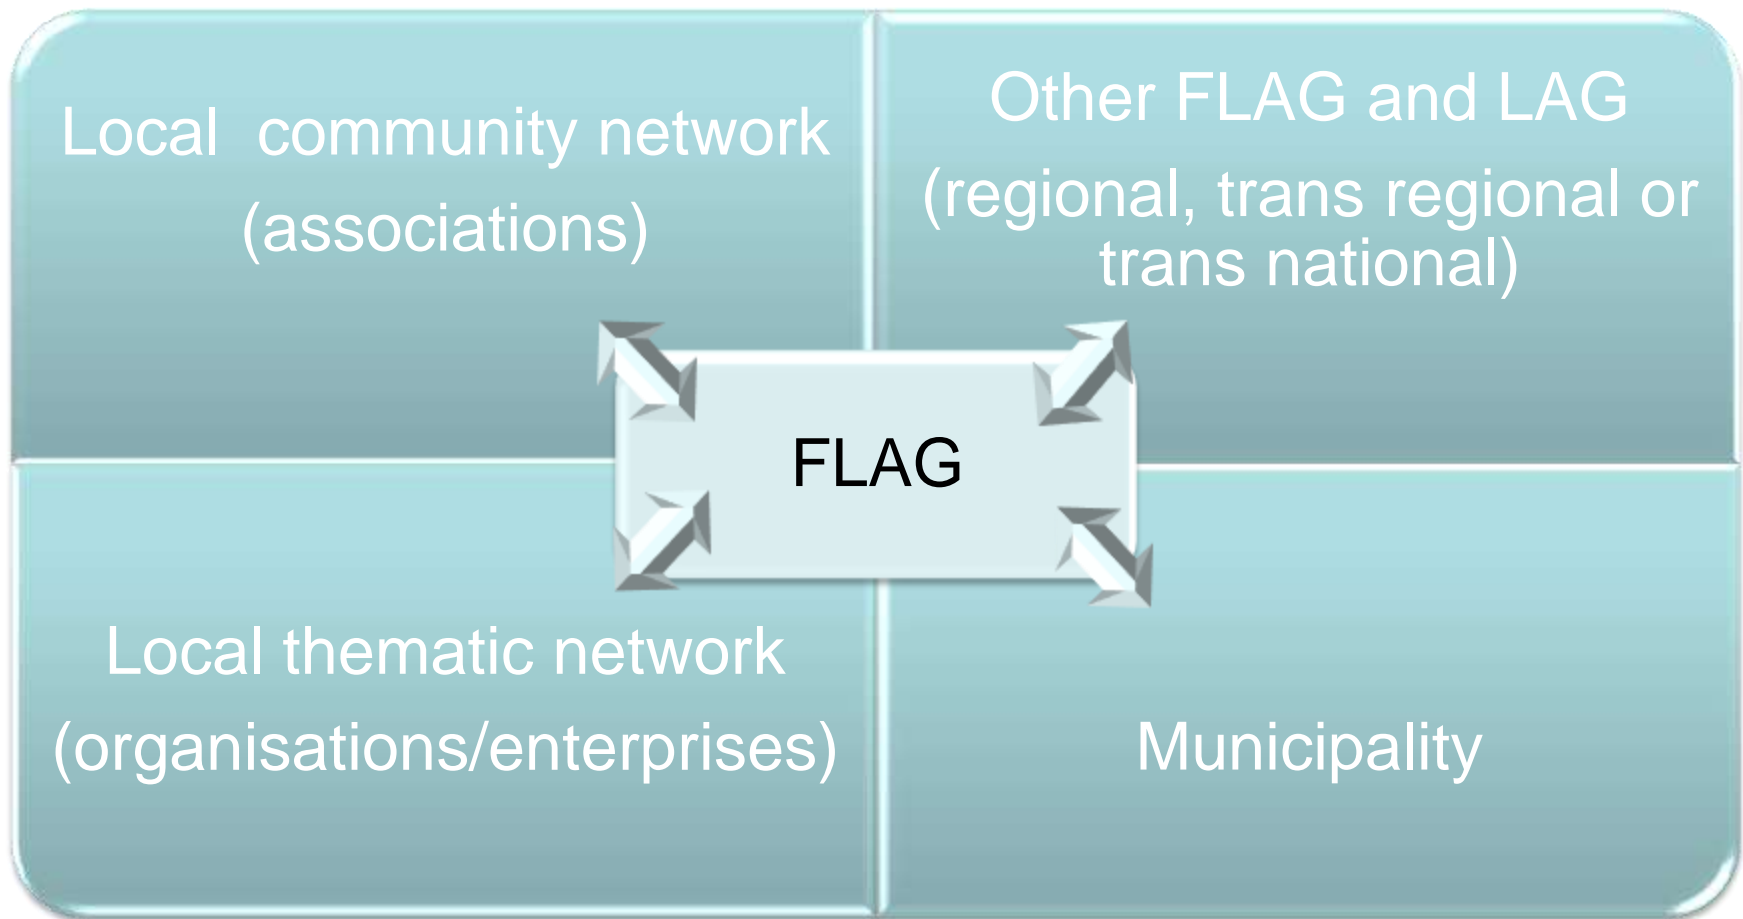 Local community network
(associations)
Other FLAG and LAG
(regional, trans regional or
trans national)
FLAG
Local thematic network
(organisations/enterprises)
Municipality